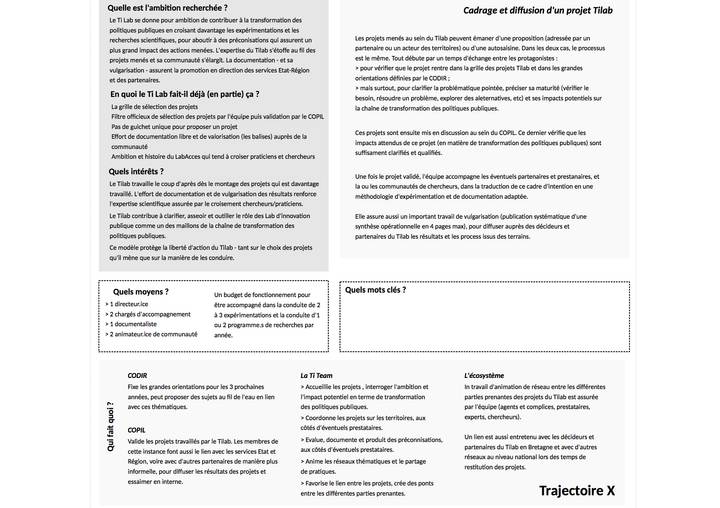 Quelle est l'ambition recherchée ?
Le Ti Lab se donne pour ambition de contribuer à la transformation des
politiques publiques en croisant davantage les expérimentations et les
recherches scientifiques, pour aboutir à des préconisations qui assurent un
plus grand impact des actions menées. L'expertise du Tilab s'étoffe au fil des
projets menés et sa communauté s'élargit. La documentation - et sa
vulgarisation - assurent la promotion en direction des services Etat-Région
et des partenaires.
En quoi le Ti Lab fait-il déjà (en partie) ça ?
La grille de sélection des projets
Filtre officieux de sélection des projets par l'équipe puis validation par le COPIL
Pas de guichet unique pour proposer un projet
Effort de documentation libre et de valorisation (les balises) auprès de la
communauté
Ambition et histoire du LabAcces qui tend à croiser praticiens et chercheurs
Quels intérêts ?
Le Tilab travaille le coup d'après dès le montage des projets qui est davantage
travaillé. L'effort de documentation et de vulgarisation des résultats renforce
l'expertise scientifique assurée par le croisement chercheurs/praticiens.
Le Tilab contribue à clarifier, asseoir et outiller le rôle des Lab d'innovation
publique comme un des maillons de la chaîne de transformation des
politiques publiques.
Ce modèle protège la liberté d'action du Tilab - tant sur le choix des projets
qu'il mène que sur la manière de les conduire.
Cadrage et diffusion d'un projet Tilab
Les projets menés au sein du Tilab peuvent émaner d'une proposition (adressée par un
partenaire ou un acteur des territoires) ou d'une autosaisine. Dans les deux cas, le processus
est le même. Tout débute par un temps d'échange entre les protagonistes :
> pour vérifier que le projet rentre dans la grille des projets Tilab et dans les grandes
orientations définies par le CODIR ;
> mais surtout, pour clarifier la problématique pointée, préciser sa maturité (vérifier le
besoin, résoudre un problème, explorer des aleternatives, etc) et ses impacts potentiels sur
la chaîne de transformation des politiques publiques.
Ces projets sont ensuite mis en discussion au sein du COPIL. Ce dernier vérifie que les
impacts attendus de ce projet (en matière de transformation des politiques publiques) sont
suffisamment clarifiés et qualifiés.
Une fois le projet validé, l'équipe accompagne les éventuels partenaires et prestataires, et
la ou les communautés de chercheurs, dans la traduction de ce cadre d'intention en une
méthodologie d'expérimentation et de documentation adaptée.
Elle assure aussi un important travail de vulgarisation (publication systématique d'une
synthèse opérationnelle en 4 pages max), pour diffuser auprès des décideurs et
partenaires du Tilab les résultats et les process issus des terrains.
Quels moyens ?
> 1 directeur.ice
> 2 chargés d'accompagnement
> 1 documentaliste
> 2 animateur.ice de communauté
Un budget de fonctionnement pour
être accompagné dans la conduite de 2
à 3 expérimentations et la conduite d'1
ou 2 programme.s de recherches par
année.
Quels mots clés ?
Qui fait quoi ?
CODIR
Fixe les grandes orientations pour les 3 prochaines
années, peut proposer des sujets au fil de l'eau en lien
avec ces thématiques.
COPIL
Valide les projets travaillés par le Tilab. Les membres de
cette instance font aussi le lien avec les services Etat et
Région, voire avec d'autres partenaires de manière plus
informelle, pour diffuser les résultats des projets et
essaimer en interne.
La Ti Team
> Accueillie les projets , interroger l'ambition et
l'impact potentiel en terme de transformation
des politiques publiques.
> Coordonne les projets sur les territoires, aux
côtés d'éventuels prestataires.
> Evalue, documente et produit des préconnisations,
aux côtés d'éventuels prestataires.
> Anime les réseaux thématiques et le partage
de pratiques.
> Favorise le lien entre les projets, crée des ponts
entre les différentes parties prenantes.
L'écosystème
In travail d'animation de réseau entre les différentes
parties prenantes des projets du Tilab est assurée
par l'équipe (agents et complices, prestataires,
experts, chercheurs).
Un lien est aussi entretenu avec les décideurs et
partenaires du Tilab en Bretagne et avec d'autres
réseaux au niveau national lors des temps de
restitution des projets.
Trajectoire X